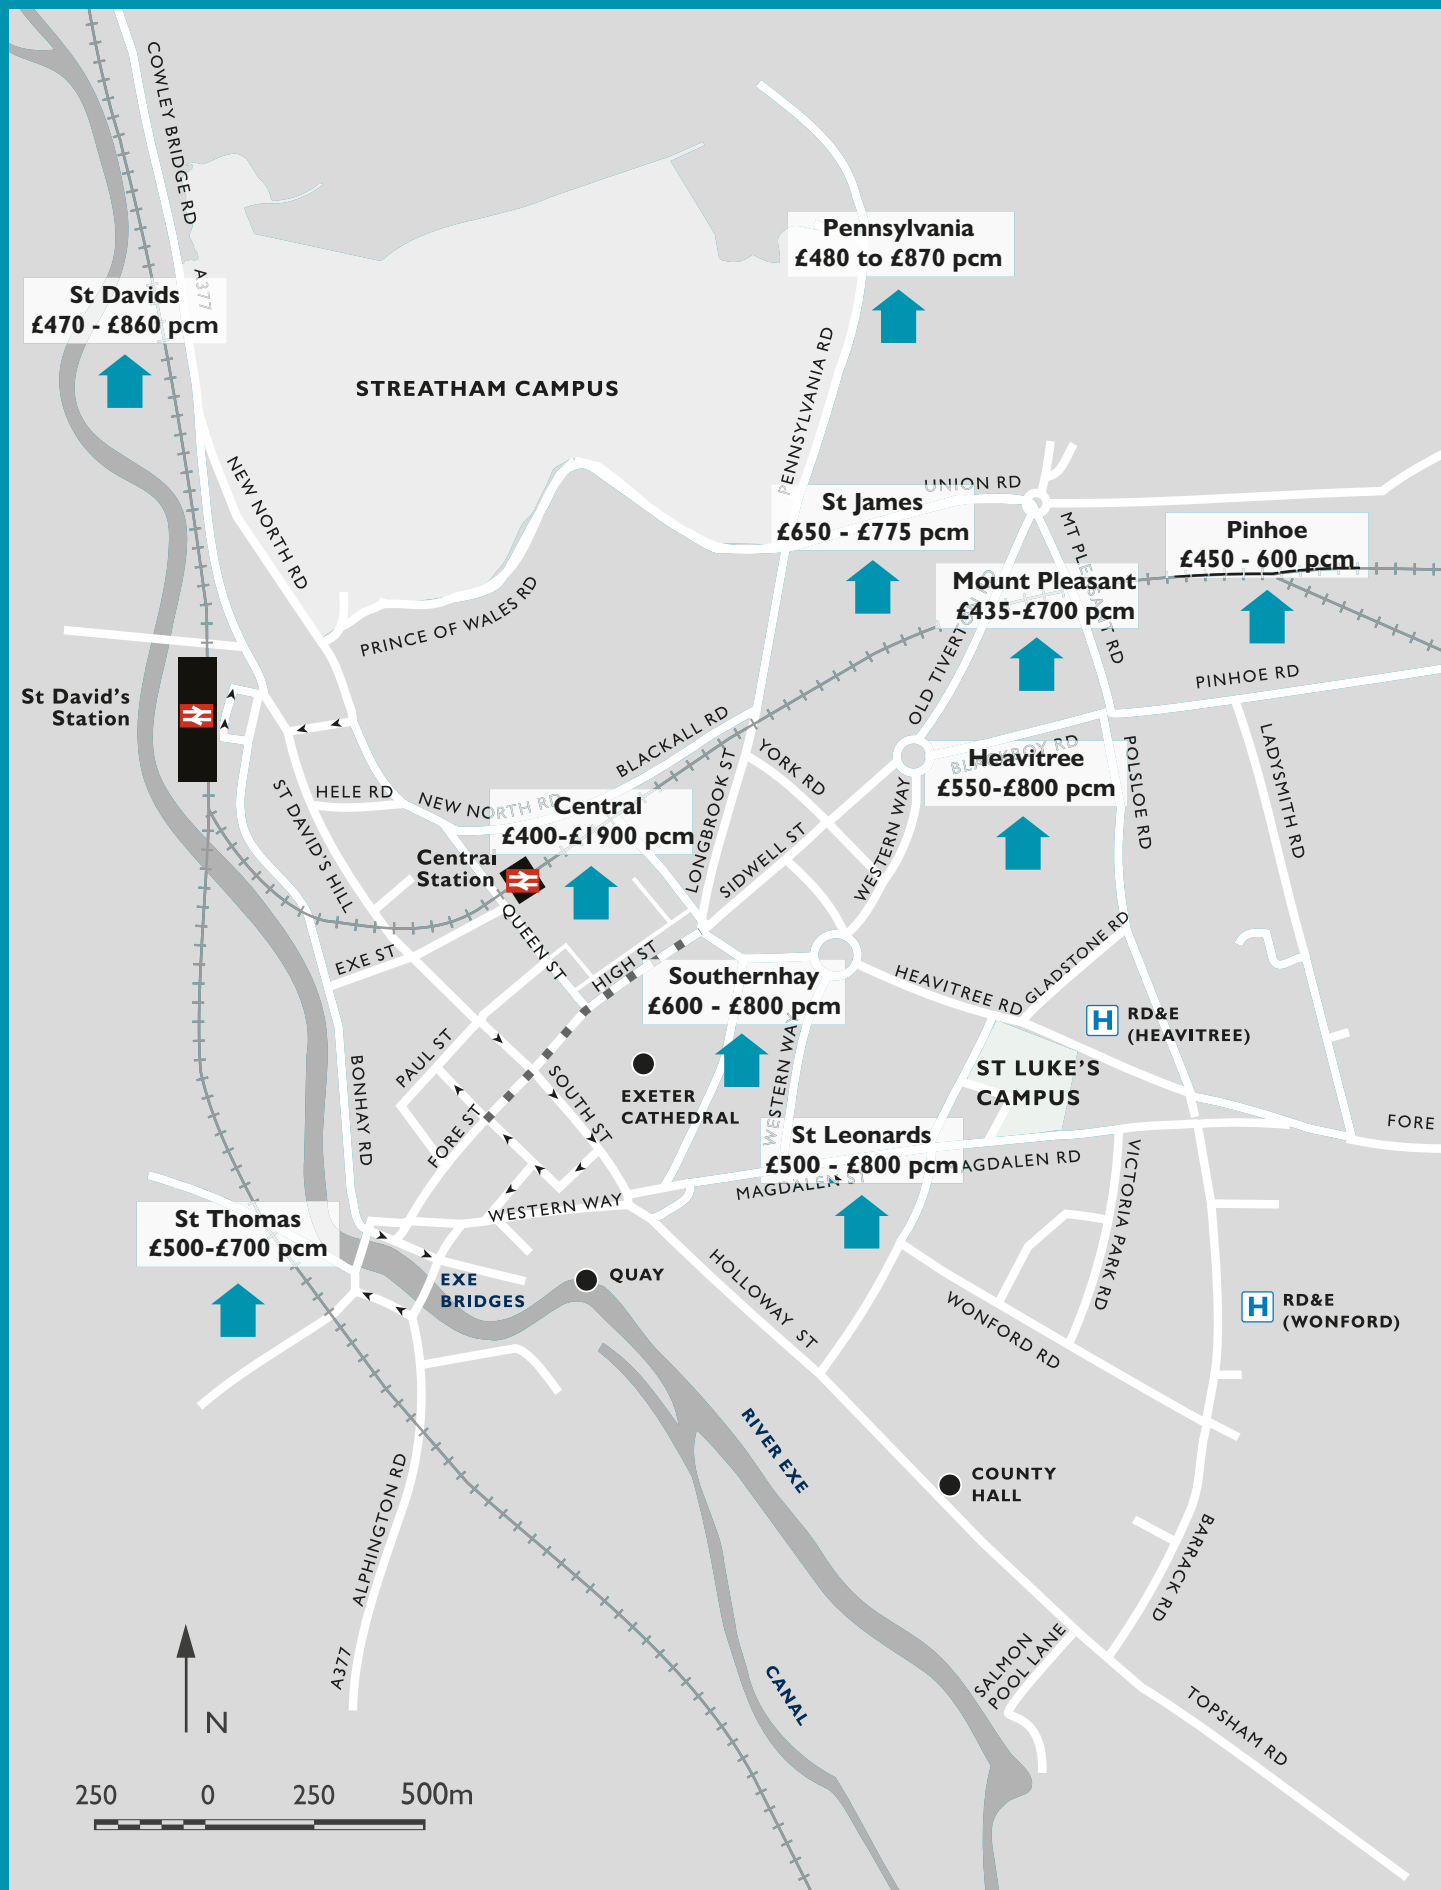 COWLEY BRIDGE RD
A377
Pennsylvania
£480 to £870 pcm
St Davids
£470 - £860 pcm
STREATHAM CAMPUS
PENNSYLVANIA RD
NEW NORTH RD
UNION RD
St James
£650 - £775 pcm
MT PLEASANT RD
Pinhoe
£450 - 600 pcm
Mount Pleasant
£435-£700 pcm
PRINCE OF WALES RD
OLD TIVERTON RD
PINHOE RD
St David's
Station
BLACKALL RD
YORK RD
LONGBROOK ST
BLACKBOY RD
Heavitree
£550-£800 pcm
POLSLOE RD
LADYSMITH RD
HELE RD
ST DAVID'S HILL
NEW NORTH RD
Central
£400-£1900 pcm
Central
Station
SIDWELL ST
WESTERN WAY
QUEEN ST
EXE ST
HIGH ST
Southernhay
£600 - £800 pcm
HEAVITREE RD
GLADSTONE RD
H
RD&E
(HEAVITREE)
PAUL ST
BONHAY RD
FORE ST
SOUTH ST
EXETER
CATHEDRAL
WESTERN WAY
ST LUKE'S
CAMPUS
FORE
St Leonards
£500 - £800 pcm
MAGDALEN ST
MAGDALEN RD
VICTORIA PARK RD
WESTERN WAY
St Thomas
£500-£700 pcm
EXE
BRIDGES
QUAY
HOLLOWAY ST
WONFORD RD
H
RD&E
(WONFORD)
RIVER EXE
COUNTY
HALL
ALPHINGTON RD
A377
BARRACK RD
SALMON
POOL LANE
CANAL
TOPSHAM RD
N
250 0 250 500m